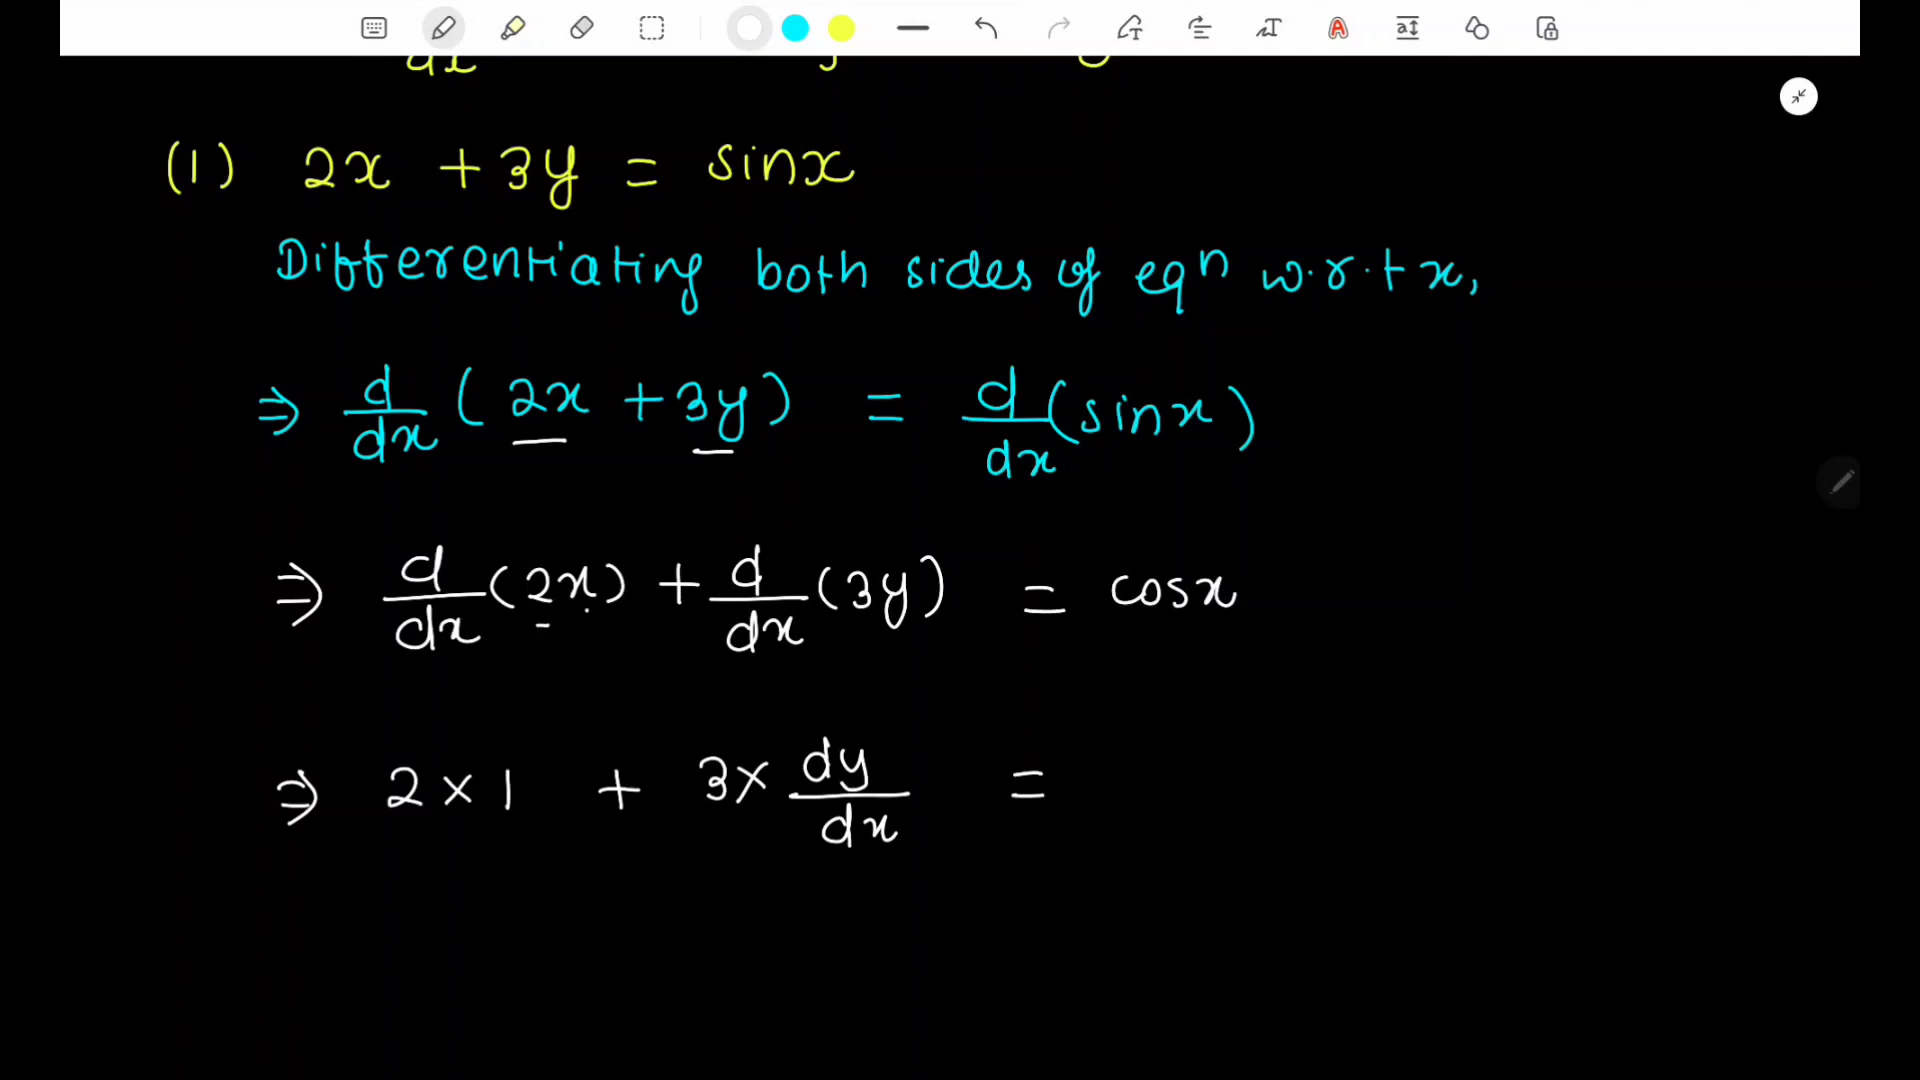 (1) 2x + 3y = sinx
Differentiating both sides of eqⁿ w.r.t x,
⇒ d/dx (2x + 3y) = d/dx (sinx)
⇒ d/dx (2x) + d/dx (3y) = cosx
⇒ 2 × 1 + 3 × dy/dx =